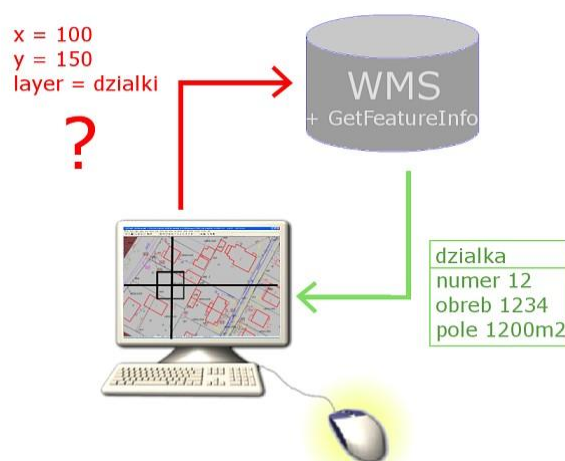 x = 100
y = 150
layer = dzialki
?
WMS
+ GetFeatureInfo
dzialka
numer 12
obreb 1234
pole 1200m2